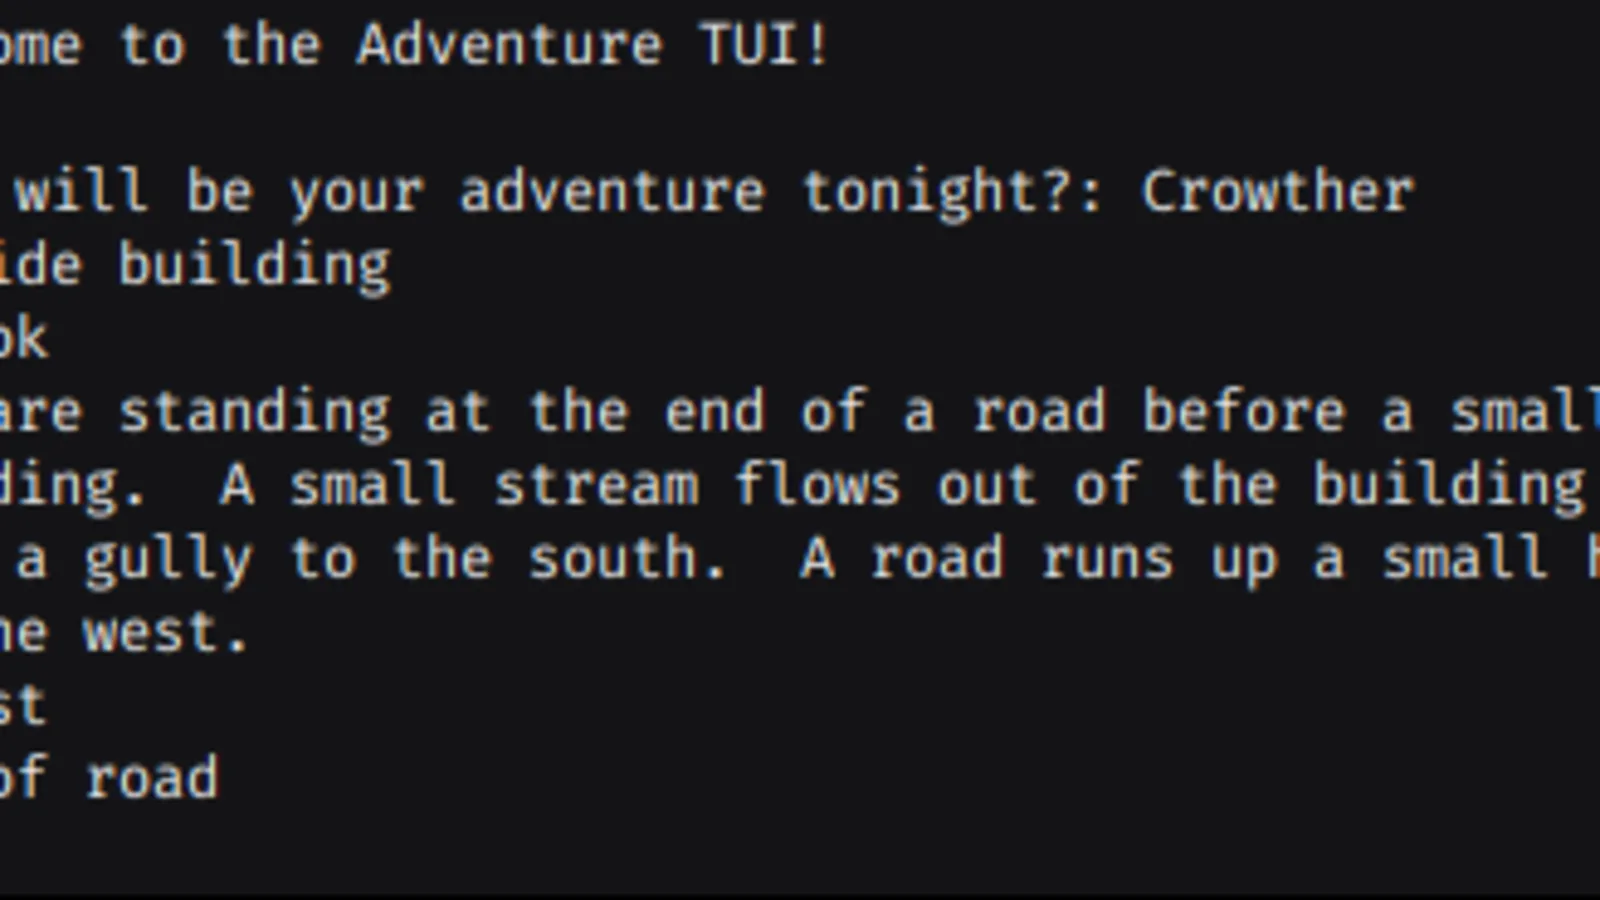 ome to the Adventure TUI!
will be your adventure tonight?: Crowther
ide building
ok
are standing at the end of a road before a small
ding.  A small stream flows out of the building
a gully to the south.  A road runs up a small h
he west.
st
of road